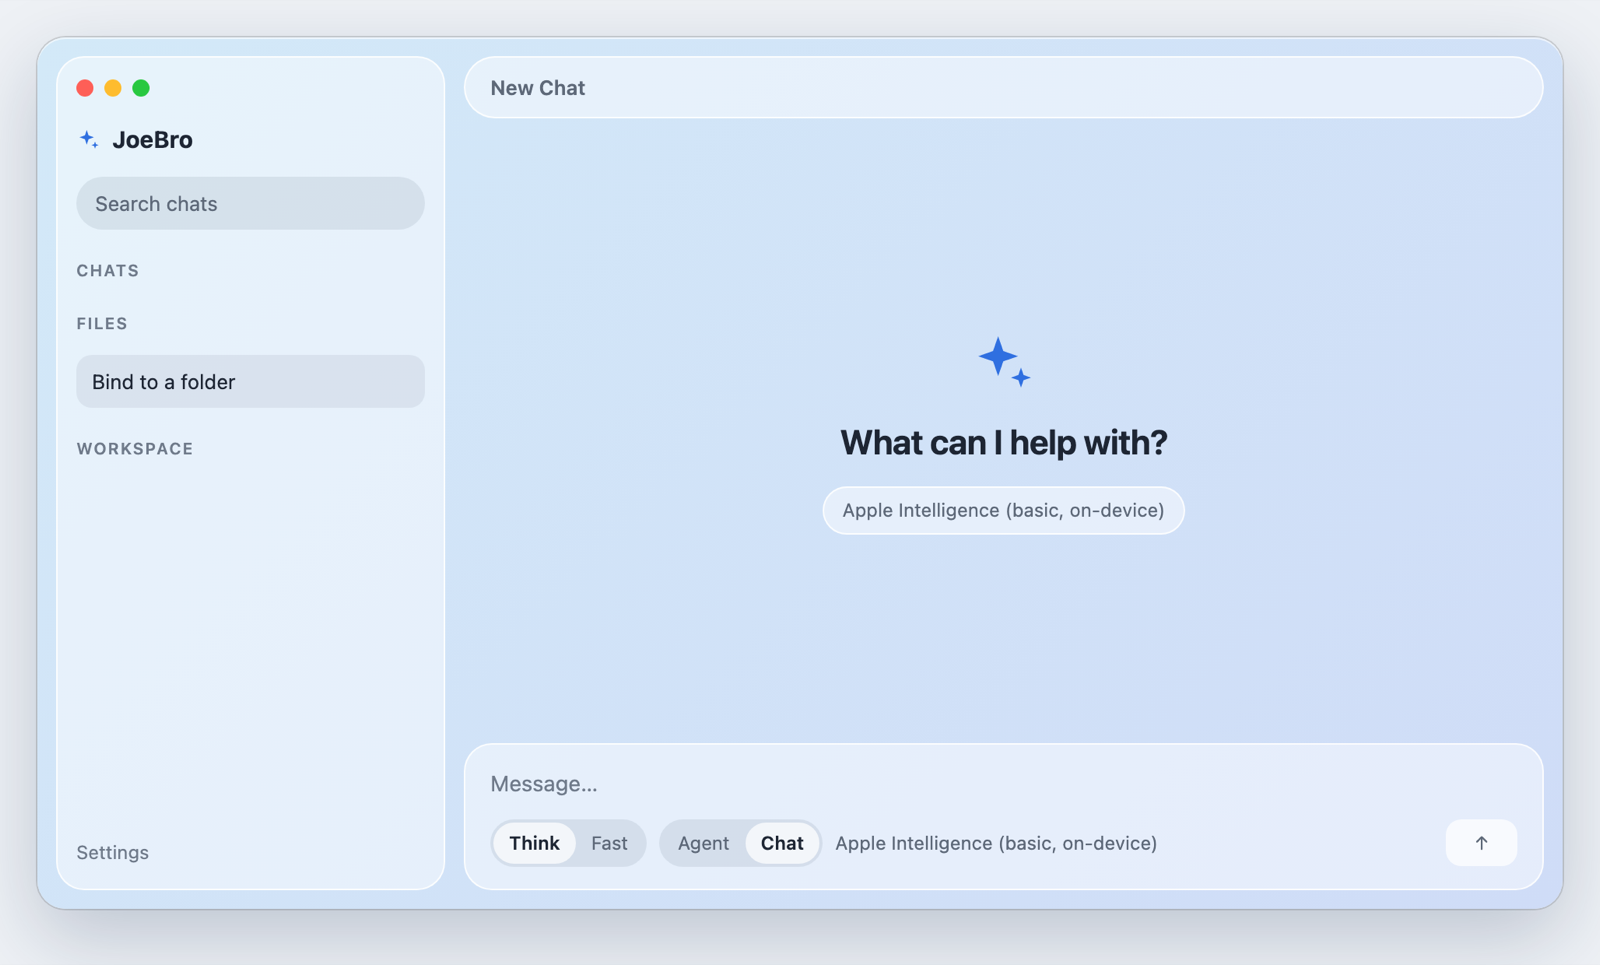 JoeBro
Search chats
CHATS
FILES
Bind to a folder
WORKSPACE
Settings
New Chat
What can I help with?
Apple Intelligence (basic, on-device)
Message...
Think Fast Agent Chat Apple Intelligence (basic, on-device)